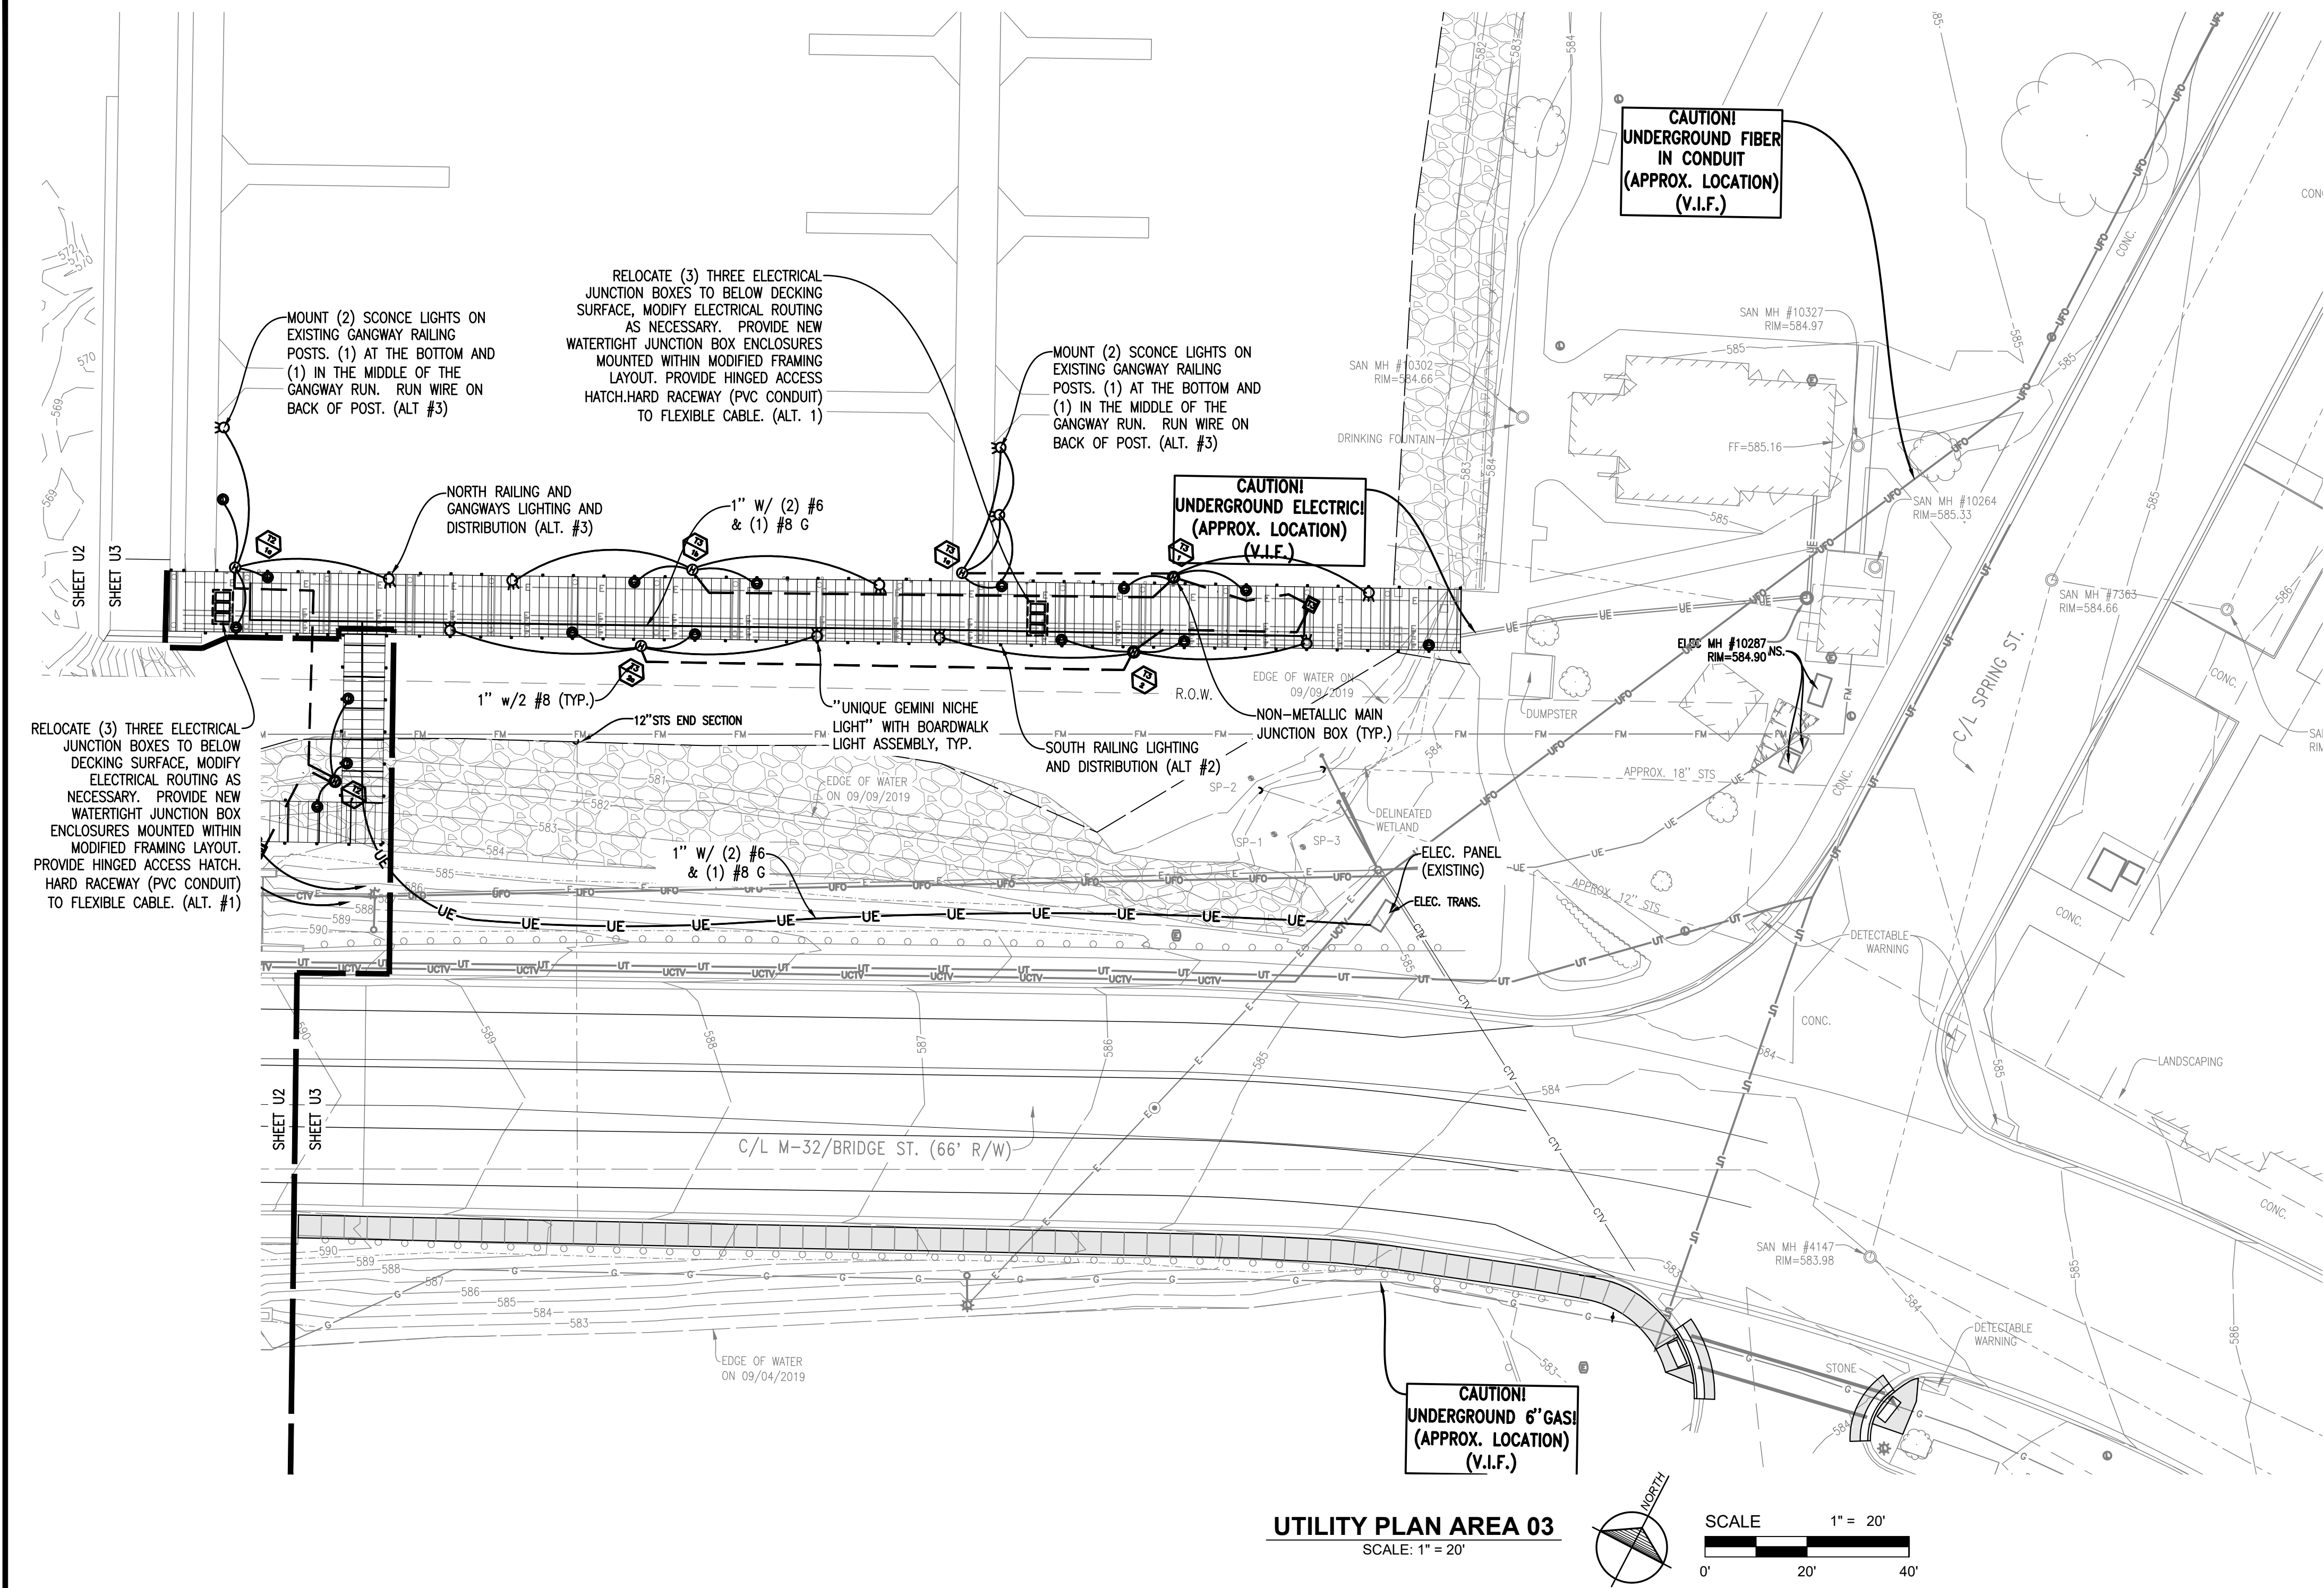 CAUTION!
UNDERGROUND FIBER
IN CONDUIT
(APPROX. LOCATION)
(V.I.F.)
RELOCATE (3) THREE ELECTRICAL
JUNCTION BOXES TO BELOW DECKING
SURFACE, MODIFY ELECTRICAL ROUTING
AS NECESSARY. PROVIDE NEW
WATERTIGHT JUNCTION BOX ENCLOSURES
MOUNTED WITHIN MODIFIED FRAMING
LAYOUT. PROVIDE HINGED ACCESS
HATCH.HARD RACEWAY (PVC CONDUIT)
TO FLEXIBLE CABLE. (ALT. 1)
MOUNT (2) SCONCE LIGHTS ON
EXISTING GANGWAY RAILING
POSTS. (1) AT THE BOTTOM AND
(1) IN THE MIDDLE OF THE
GANGWAY RUN. RUN WIRE ON
BACK OF POST. (ALT #3)
MOUNT (2) SCONCE LIGHTS ON
EXISTING GANGWAY RAILING
POSTS. (1) AT THE BOTTOM AND
(1) IN THE MIDDLE OF THE
GANGWAY RUN. RUN WIRE ON
BACK OF POST. (ALT. #3)
SAN MH #10327
RIM=584.97
SAN MH #10302
RIM=584.66
DRINKING FOUNTAIN
FF=585.16
SAN MH #10264
RIM=585.33
NORTH RAILING AND
GANGWAYS LIGHTING AND
DISTRIBUTION (ALT. #3)
1" W/ (2) #6
& (1) #8 G
CAUTION!
UNDERGROUND ELECTRIC!
(APPROX. LOCATION)
(V.I.F.)
SHEET U2
SHEET U3
SAN MH #7363
RIM=584.66
ELEC MH #10287
RIM=584.90
NS.
C/L SPRING ST.
1" w/2 #8 (TYP.)
12"STS END SECTION
"UNIQUE GEMINI NICHE
LIGHT" WITH BOARDWALK
LIGHT ASSEMBLY, TYP.
SOUTH RAILING LIGHTING
AND DISTRIBUTION (ALT #2)
R.O.W.
EDGE OF WATER ON
09/09/2019
NON-METALLIC MAIN
JUNCTION BOX (TYP.)
DUMPSTER
RELOCATE (3) THREE ELECTRICAL
JUNCTION BOXES TO BELOW
DECKING SURFACE, MODIFY
ELECTRICAL ROUTING AS
NECESSARY. PROVIDE NEW
WATERTIGHT JUNCTION BOX
ENCLOSURES MOUNTED WITHIN
MODIFIED FRAMING LAYOUT.
PROVIDE HINGED ACCESS HATCH.
HARD RACEWAY (PVC CONDUIT)
TO FLEXIBLE CABLE. (ALT. #1)
EDGE OF WATER
ON 09/09/2019
SP-2
SP-1
SP-3
DELINEATED
WETLAND
APPROX. 18" STS
APPROX. 12" STS
1" W/ (2) #6
& (1) #8 G
ELEC. PANEL
(EXISTING)
ELEC. TRANS.
DETECTABLE
WARNING
CONC.
LANDSCAPING
SHEET U2
SHEET U3
C/L M-32/BRIDGE ST. (66' R/W)
SAN MH #4147
RIM=583.98
DETECTABLE
WARNING
STONE
EDGE OF WATER
ON 09/04/2019
CAUTION!
UNDERGROUND 6"GAS!
(APPROX. LOCATION)
(V.I.F.)
UTILITY PLAN AREA 03
SCALE: 1" = 20'
NORTH
SCALE 1" = 20'
0' 20' 40'